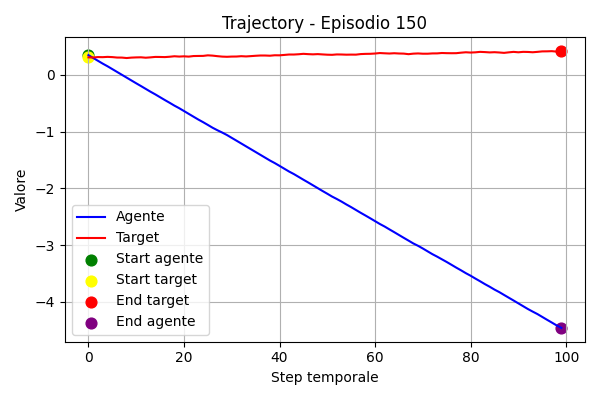 Trajectory - Episodio 150
Valore
0
−1
−2
−3
−4
Agente
Target
Start agente
Start target
End target
End agente
0 20 40 60 80 100
Step temporale